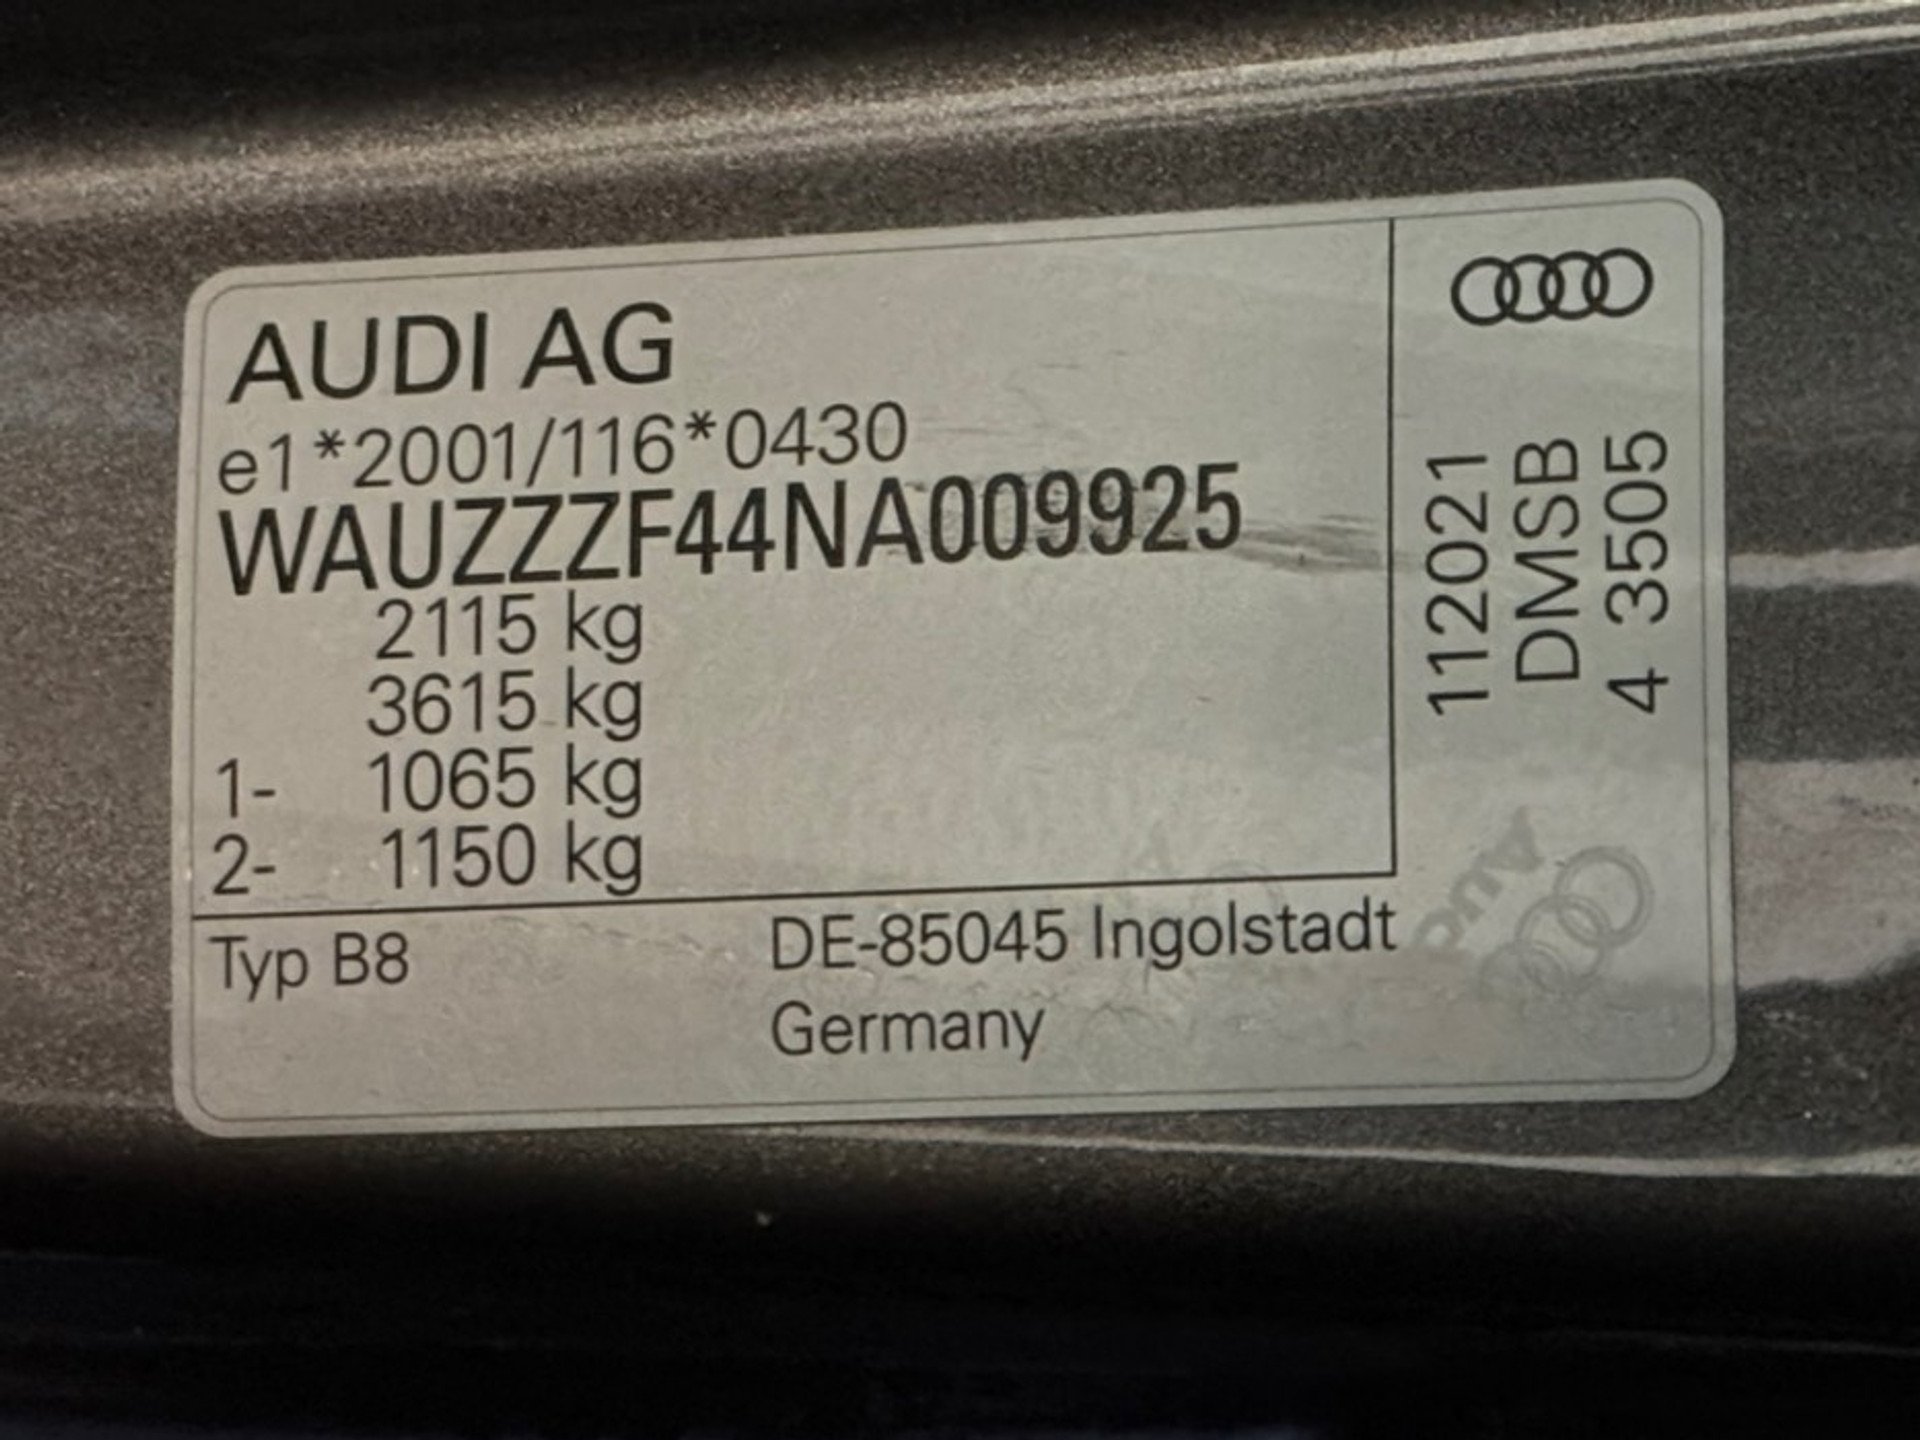 AUDI AG
e1*2001/116*0430
WAUZZZF44NA009925
2115 kg
3615 kg
1- 1065 kg
2- 1150 kg
Typ B8
DE-85045 Ingolstadt
Germany
112021
DMSB
4 3505
Audi